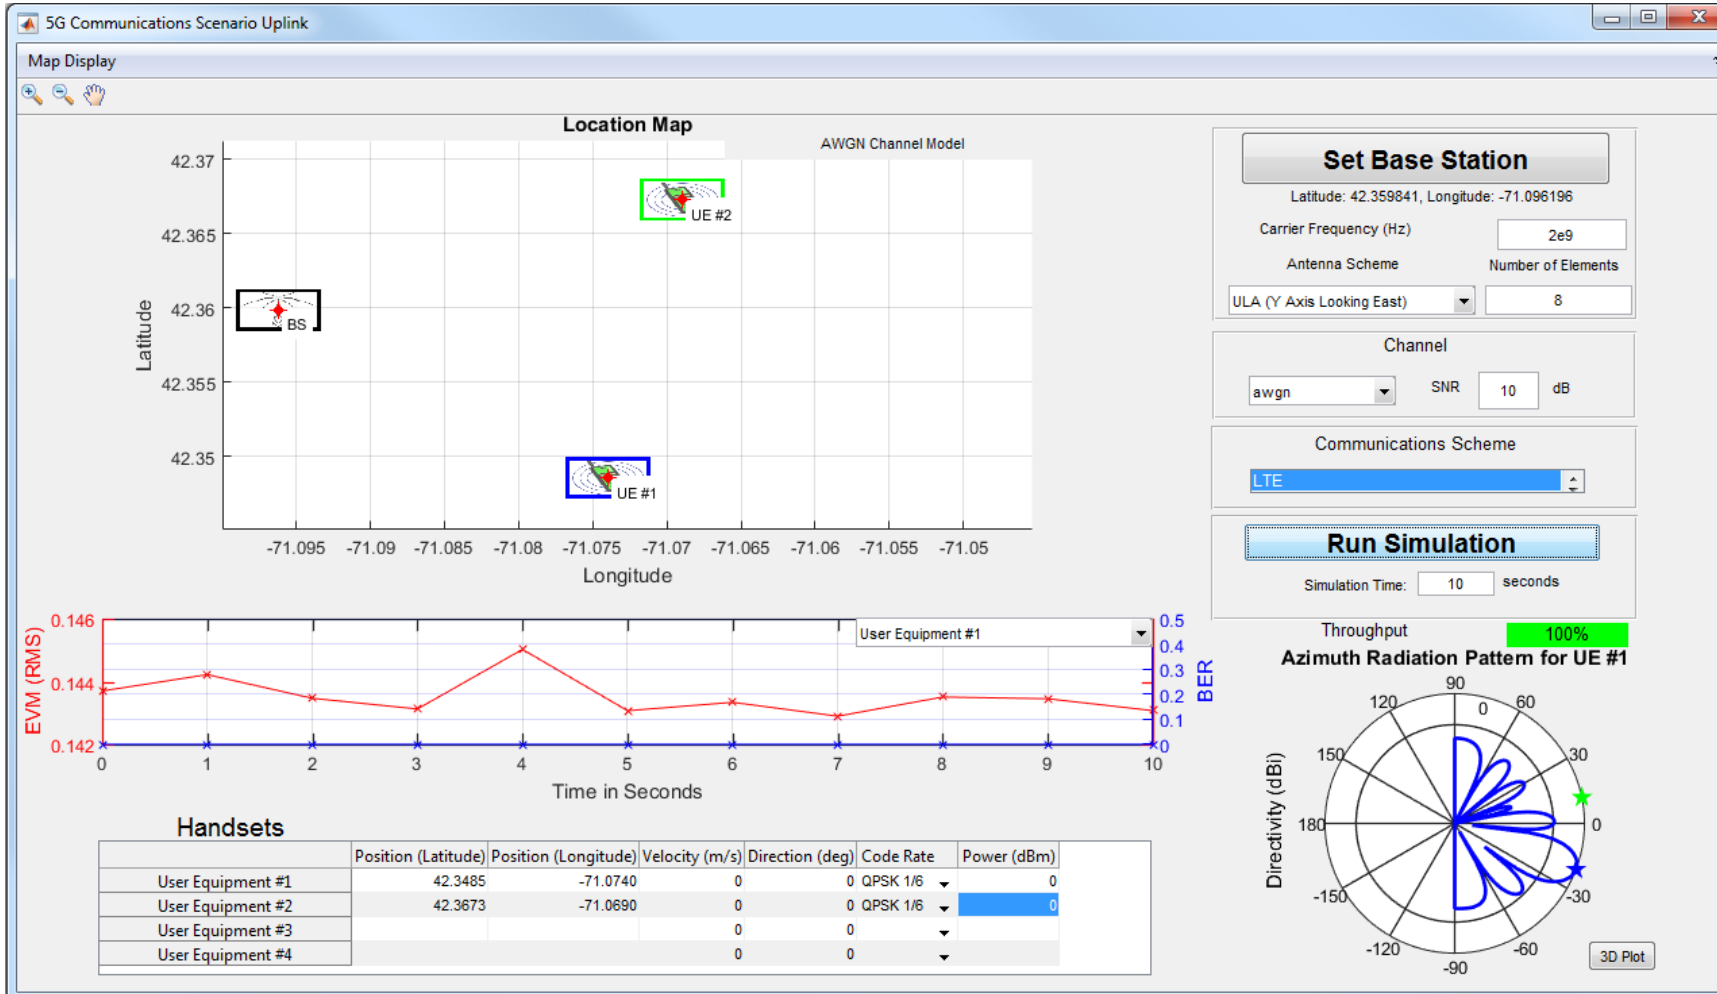 5G Communications Scenario Uplink
Map Display
Location Map
AWGN Channel Model
42.37
42.365
42.36
42.355
42.35
Latitude
UE #2
BS
UE #1
-71.095 -71.09 -71.085 -71.08 -71.075 -71.07 -71.065 -71.06 -71.055 -71.05
Longitude
Set Base Station
Latitude: 42.359841, Longitude: -71.096196
Carrier Frequency (Hz) 2e9
Antenna Scheme Number of Elements
ULA (Y Axis Looking East) 8
Channel
awgn SNR 10 dB
Communications Scheme
LTE
Run Simulation
Simulation Time: 10 seconds
Throughput 100%
EVM (RMS)
0.146
0.144
0.142
User Equipment #1
0.5
0.4
0.3
0.2
0.1
0
BER
0 1 2 3 4 5 6 7 8 9 10
Time in Seconds
Azimuth Radiation Pattern for UE #1
Directivity (dBi)
90
120 0 60
150 30
180 0
-150 -30
-120 -60
-90
3D Plot
Handsets
Position (Latitude) Position (Longitude) Velocity (m/s) Direction (deg) Code Rate Power (dBm)
User Equipment #1 42.3485 -71.0740 0 0 QPSK 1/6 0
User Equipment #2 42.3673 -71.0690 0 0 QPSK 1/6 0
User Equipment #3 0 0
User Equipment #4 0 0